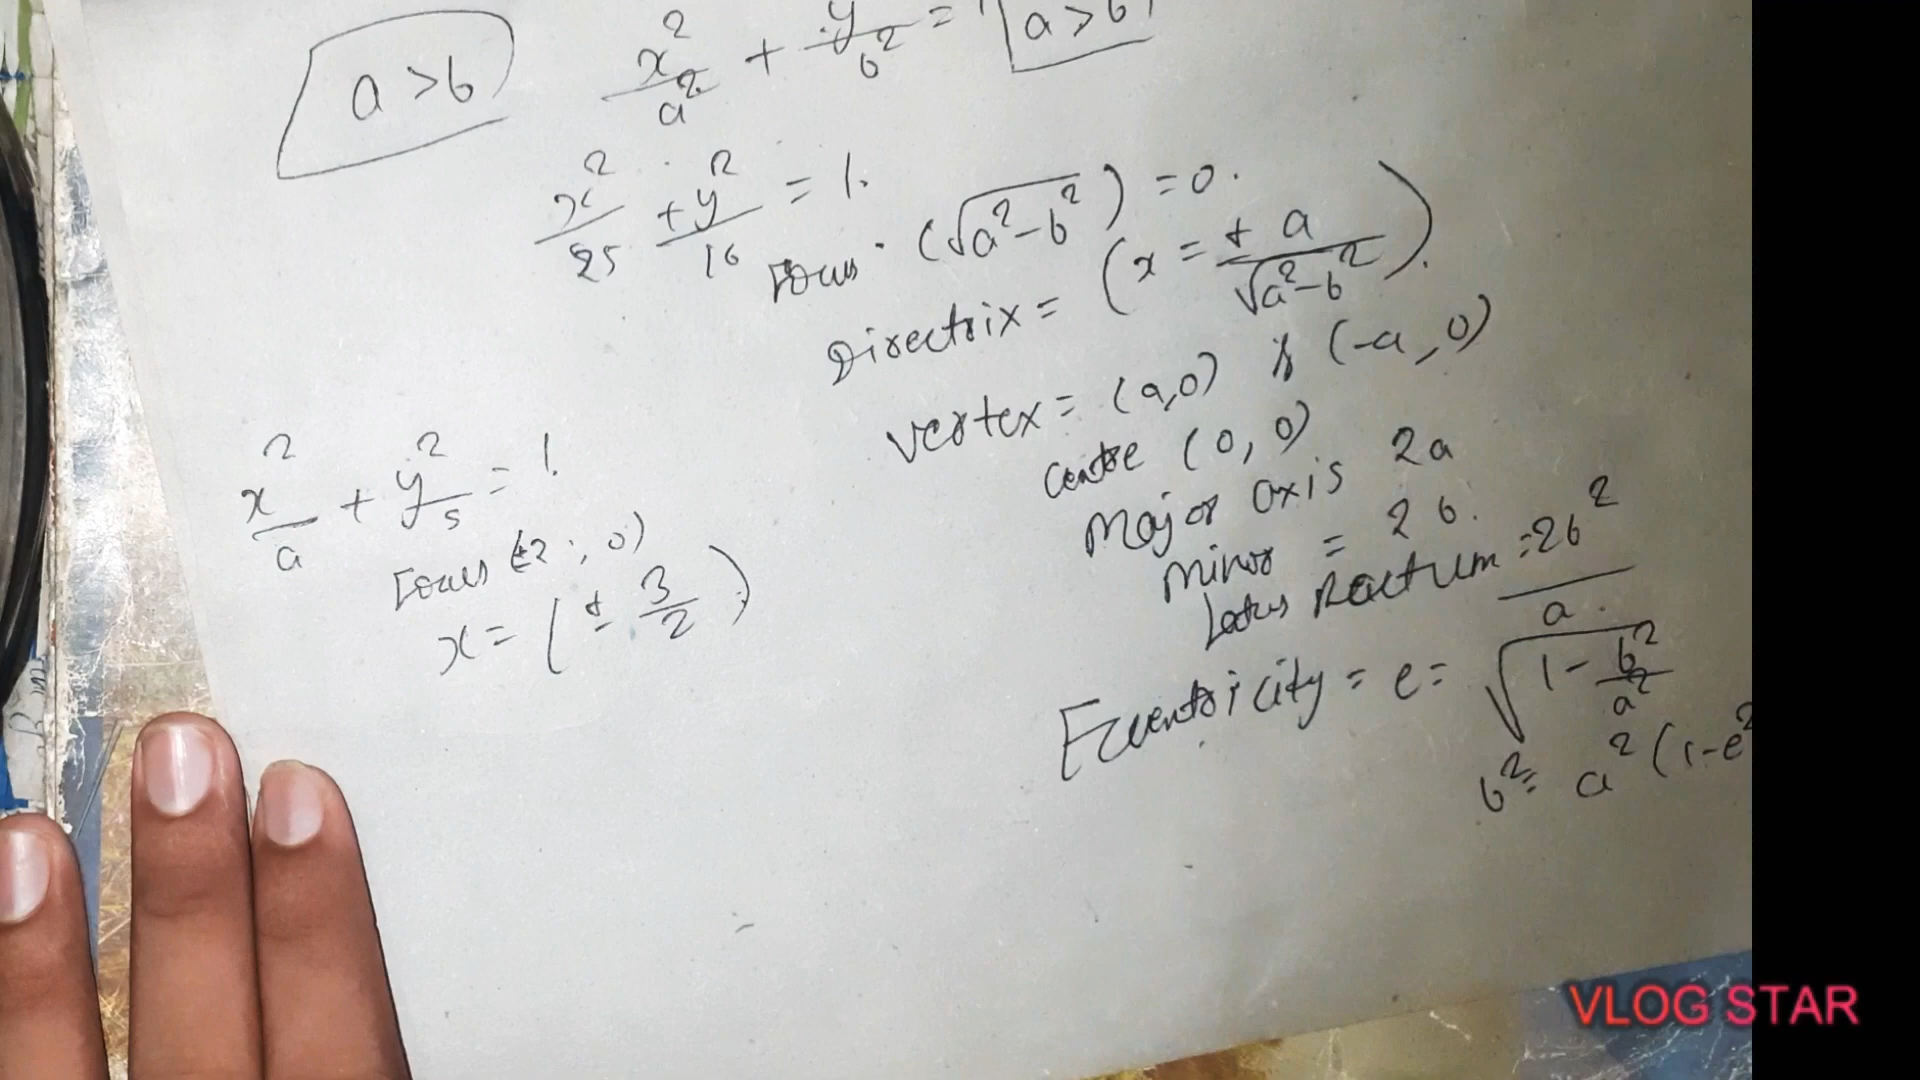 a > b
x²/a² + y/b² = 1 a > b
x²/25 + y²/16 = 1.
Focus. (√a²-b²) = 0.
Directrix = (x = ± a/√a²-b²).
vertex = (a,0) & (-a,0)
centre (0,0)
Major axis 2a
Minor = 2b.
Latus Rectum = 2b²/a.
Eccentricity = e = √1 - b²/a²
b² = a²(1-e²
x²/a + y²/5 = 1.
Focus (±2, 0)
x = (± 3/2)
VLOG STAR